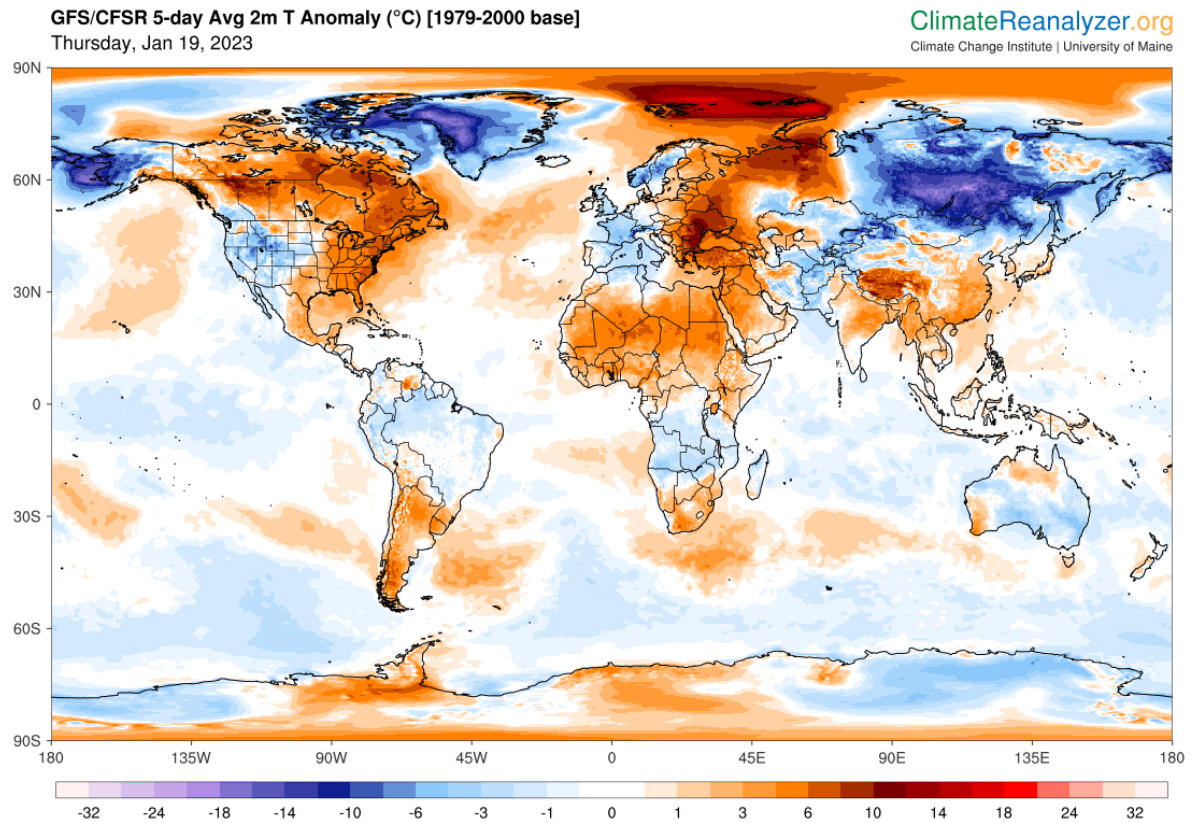 GFS/CFSR 5-day Avg 2m T Anomaly (°C) [1979-2000 base]
Thursday, Jan 19, 2023
ClimateReanalyzer.org
Climate Change Institute | University of Maine
90N
60N
30N
0
30S
60S
90S
180 135W 90W 45W 0 45E 90E 135E 180
-32 -24 -18 -14 -10 -6 -3 -1 0 1 3 6 10 14 18 24 32